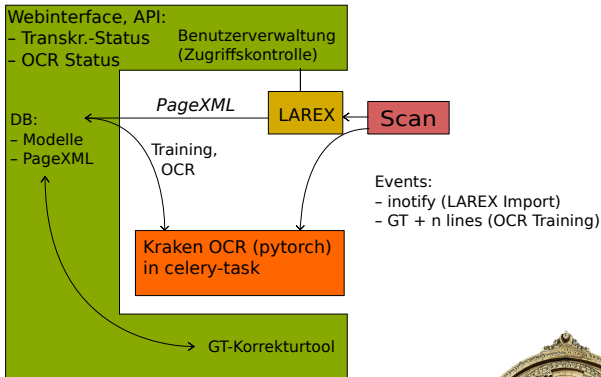 Webinterface, API:
– Transkr.-Status
– OCR Status
Benutzerverwaltung
(Zugriffskontrolle)
PageXML
LAREX
Scan
DB:
– Modelle
– PageXML
Training,
OCR
Events:
– inotify (LAREX Import)
– GT + n lines (OCR Training)
Kraken OCR (pytorch)
in celery-task
GT-Korrekturtool